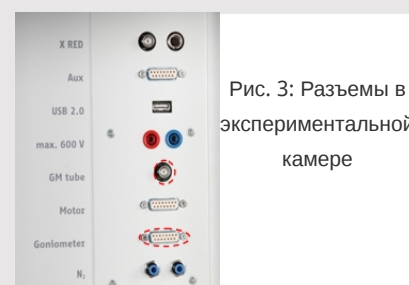 X RED
Aux
USB 2.0
max. 600 V
GM tube
Motor
Goniometer
N₂
Рис. 3: Разъемы в
экспериментальной
камере